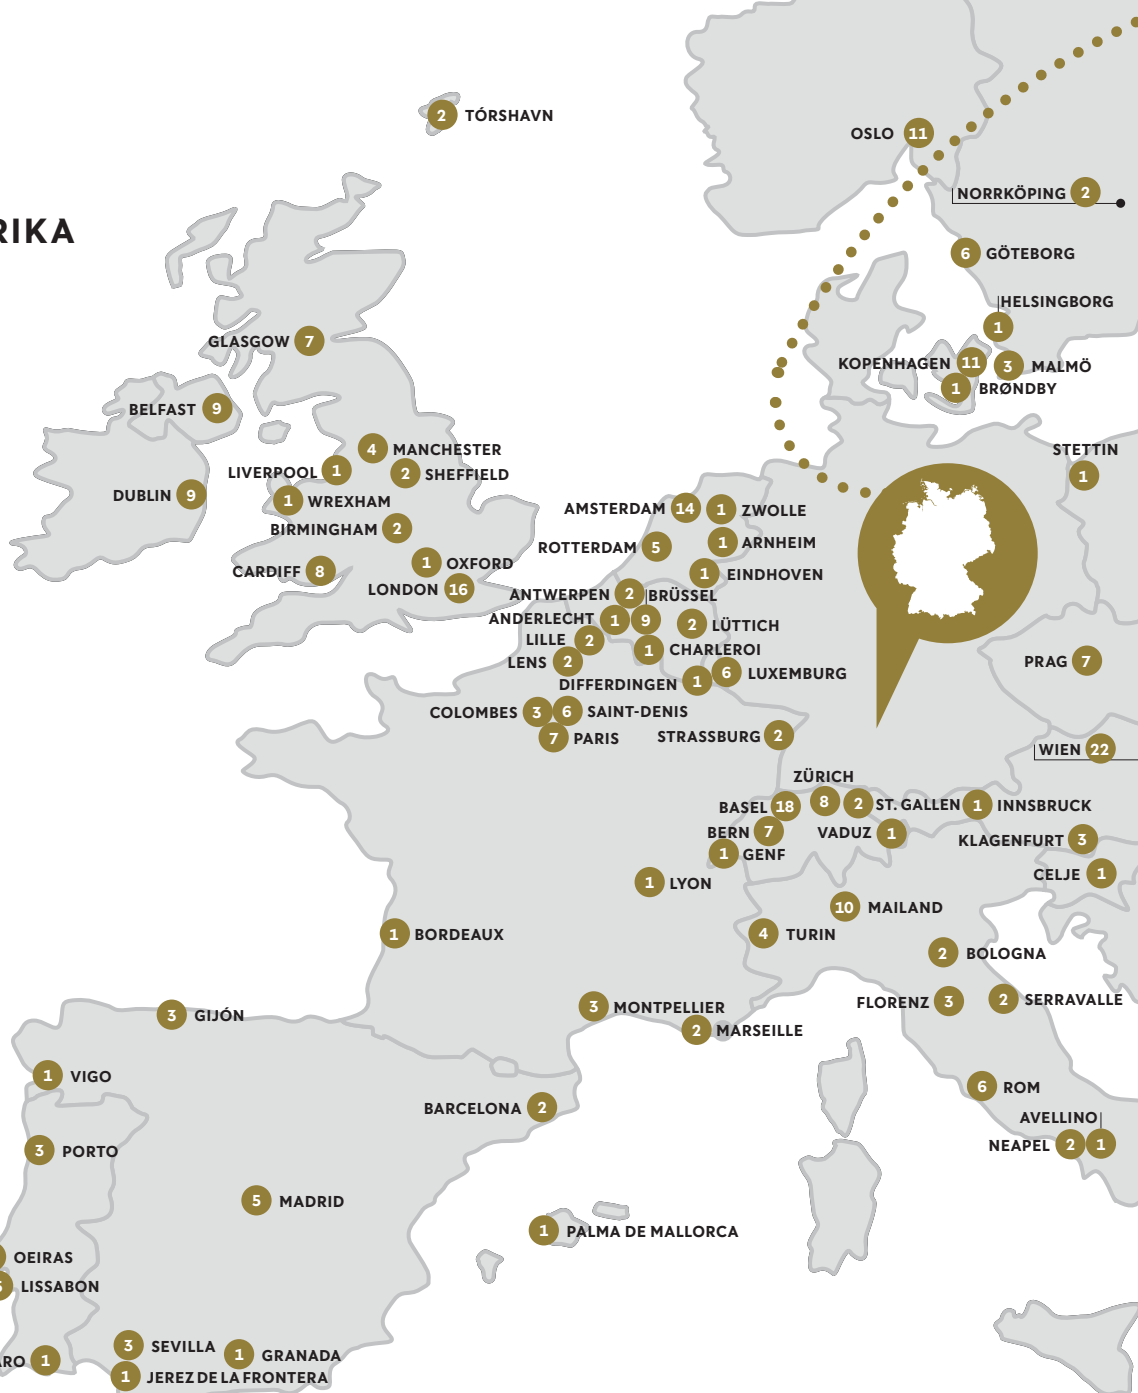 2 TÓRSHAVN
OSLO 11
NORRKÖPING 2
RIKA
6 GÖTEBORG
HELSINGBORG
1
GLASGOW 7
KOPENHAGEN 11
3 MALMÖ
1 BRØNDBY
BELFAST 9
4 MANCHESTER
STETTIN
1
LIVERPOOL 1
2 SHEFFIELD
DUBLIN 9
1 WREXHAM
AMSTERDAM 14
1 ZWOLLE
BIRMINGHAM 2
ROTTERDAM 5
1 ARNHEIM
1 OXFORD
CARDIFF 8
1 EINDHOVEN
LONDON 16
ANTWERPEN 2
BRÜSSEL
ANDERLECHT 1
9
2 LÜTTICH
LILLE 2
1 CHARLEROI
LENS 2
PRAG 7
DIFFERDINGEN 1
6 LUXEMBURG
COLOMBES 3
6 SAINT-DENIS
7 PARIS
STRASSBURG 2
WIEN 22
ZÜRICH
8
BASEL 18
2 ST. GALLEN
1 INNSBRUCK
BERN 7
VADUZ 1
KLAGENFURT 3
1 GENF
CELJE 1
1 LYON
10 MAILAND
1 BORDEAUX
4 TURIN
2 BOLOGNA
FLORENZ 3
2 SERRAVALLE
3 GIJÓN
3 MONTPELLIER
2 MARSEILLE
1 VIGO
6 ROM
BARCELONA 2
AVELLINO
NEAPEL 2
1
3 PORTO
5 MADRID
1 PALMA DE MALLORCA
OEIRAS
LISSABON
3 SEVILLA
1 GRANADA
ARO 1
1 JEREZ DE LA FRONTERA